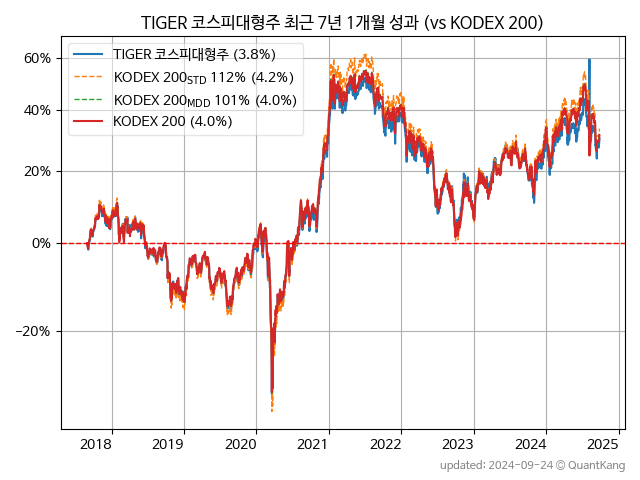 TIGER 코스피대형주 최근 7년 1개월 성과 (vs KODEX 200)
TIGER 코스피대형주 (3.8%)
KODEX 200STD 112% (4.2%)
KODEX 200MDD 101% (4.0%)
KODEX 200 (4.0%)
60%
40%
20%
0%
−20%
2018 2019 2020 2021 2022 2023 2024 2025
updated: 2024-09-24 © QuantKang